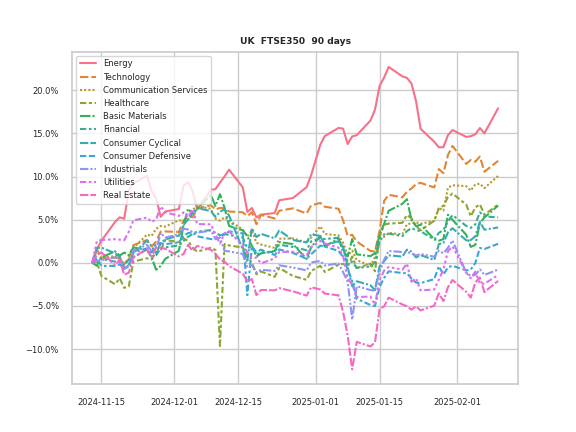 UK  FTSE350  90 days
Energy
Technology
Communication Services
Healthcare
Basic Materials
Financial
Consumer Cyclical
Consumer Defensive
Industrials
Utilities
Real Estate
20.0%
15.0%
10.0%
5.0%
0.0%
−5.0%
−10.0%
2024-11-15 2024-12-01 2024-12-15 2025-01-01 2025-01-15 2025-02-01